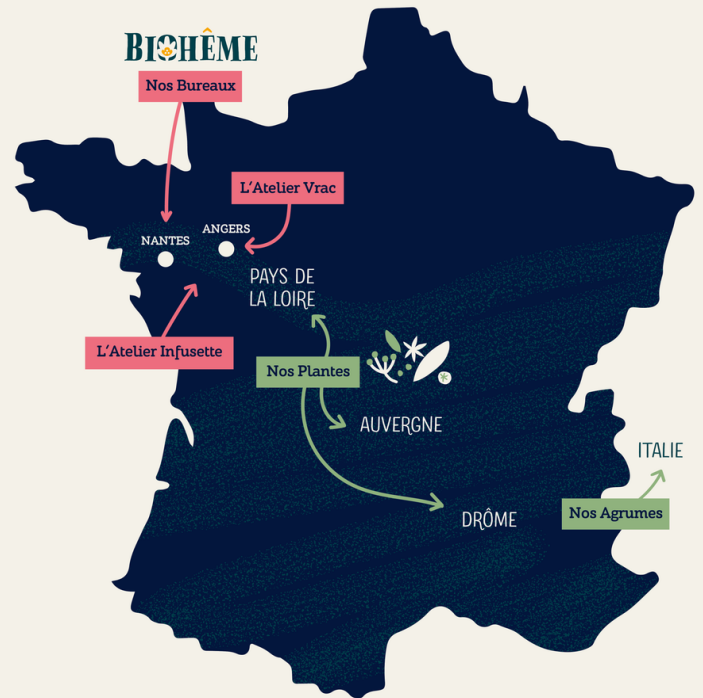 BIOHÊME
Nos Bureaux
L'Atelier Vrac
ANGERS
NANTES
PAYS DE
LA LOIRE
L'Atelier Infusette
Nos Plantes
AUVERGNE
ITALIE
Nos Agrumes
DRÔME